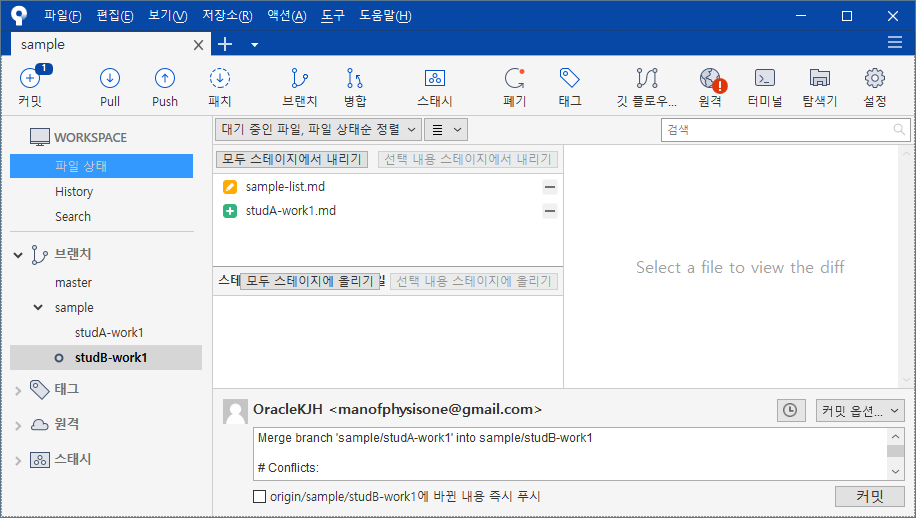 파일(F) 편집(E) 보기(V) 저장소(R) 액션(A) 도구 도움말(H)
sample
1
커밋 Pull Push 패치 브랜치 병합 스태시 폐기 태그 깃 플로우... 원격 터미널 탐색기 설정
WORKSPACE
파일 상태
History
Search
브랜치
master
sample
studA-work1
studB-work1
태그
원격
스태시
대기 중인 파일, 파일 상태순 정렬
검색
모두 스테이지에서 내리기 선택 내용 스테이지에서 내리기
sample-list.md
studA-work1.md
모두 스테이지에 올리기 선택 내용 스테이지에 올리기
Select a file to view the diff
OracleKJH <manofphysisone@gmail.com>
커밋 옵션...
Merge branch 'sample/studA-work1' into sample/studB-work1
# Conflicts:
origin/sample/studB-work1에 바뀐 내용 즉시 푸시
커밋